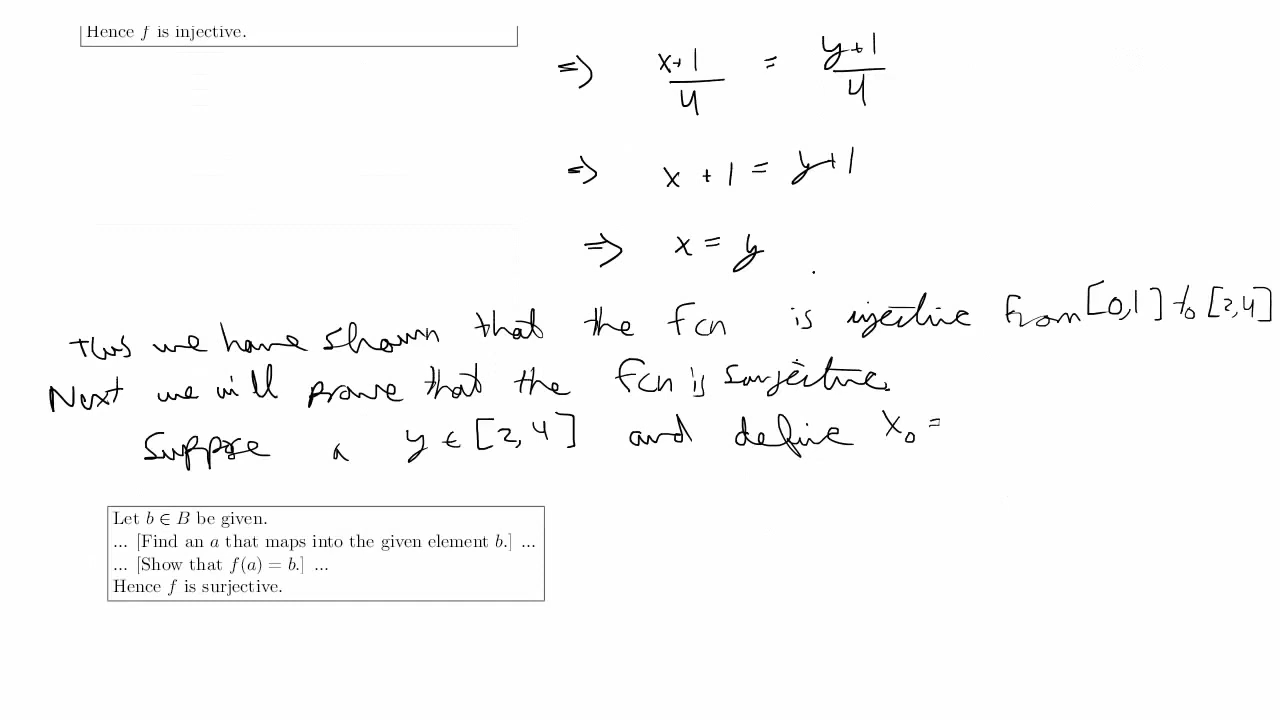 Hence f is injective.
=> x+1/4 = y+1/4
=> x + 1 = y+1
=> x = y
Thus we have shown that the fcn is injective from [0,1] to [2,4]
Next we will prove that the fcn is surjective.
Suppose a y ∈ [2,4] and define x₀ =
Let b ∈ B be given.
... [Find an a that maps into the given element b.] ...
... [Show that f(a) = b.] ...
Hence f is surjective.